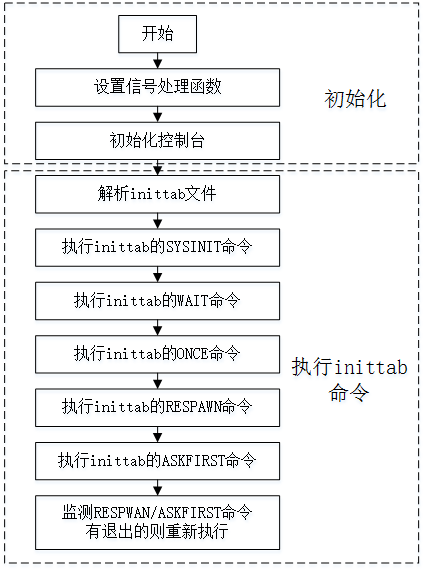 开始
设置信号处理函数
初始化控制台
初始化
解析inittab文件
执行inittab的SYSINIT命令
执行inittab的WAIT命令
执行inittab的ONCE命令
执行inittab的RESPAWN命令
执行inittab的ASKFIRST命令
监测RESPWAN/ASKFIRST命令
有退出的则重新执行
执行inittab
命令